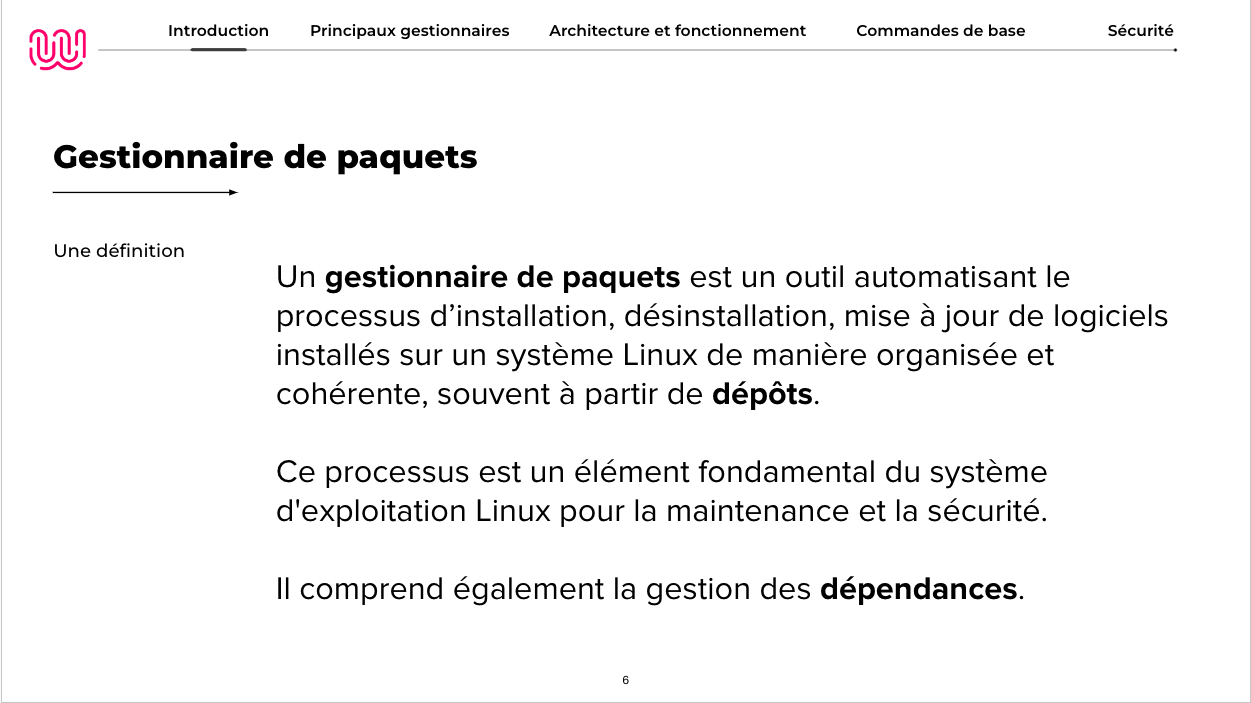 Introduction
Principaux gestionnaires
Architecture et fonctionnement
Commandes de base
Sécurité
Gestionnaire de paquets
Une définition
Un gestionnaire de paquets est un outil automatisant le
processus d’installation, désinstallation, mise à jour de logiciels
installés sur un système Linux de manière organisée et
cohérente, souvent à partir de dépôts.
Ce processus est un élément fondamental du système
d'exploitation Linux pour la maintenance et la sécurité.
Il comprend également la gestion des dépendances.
6